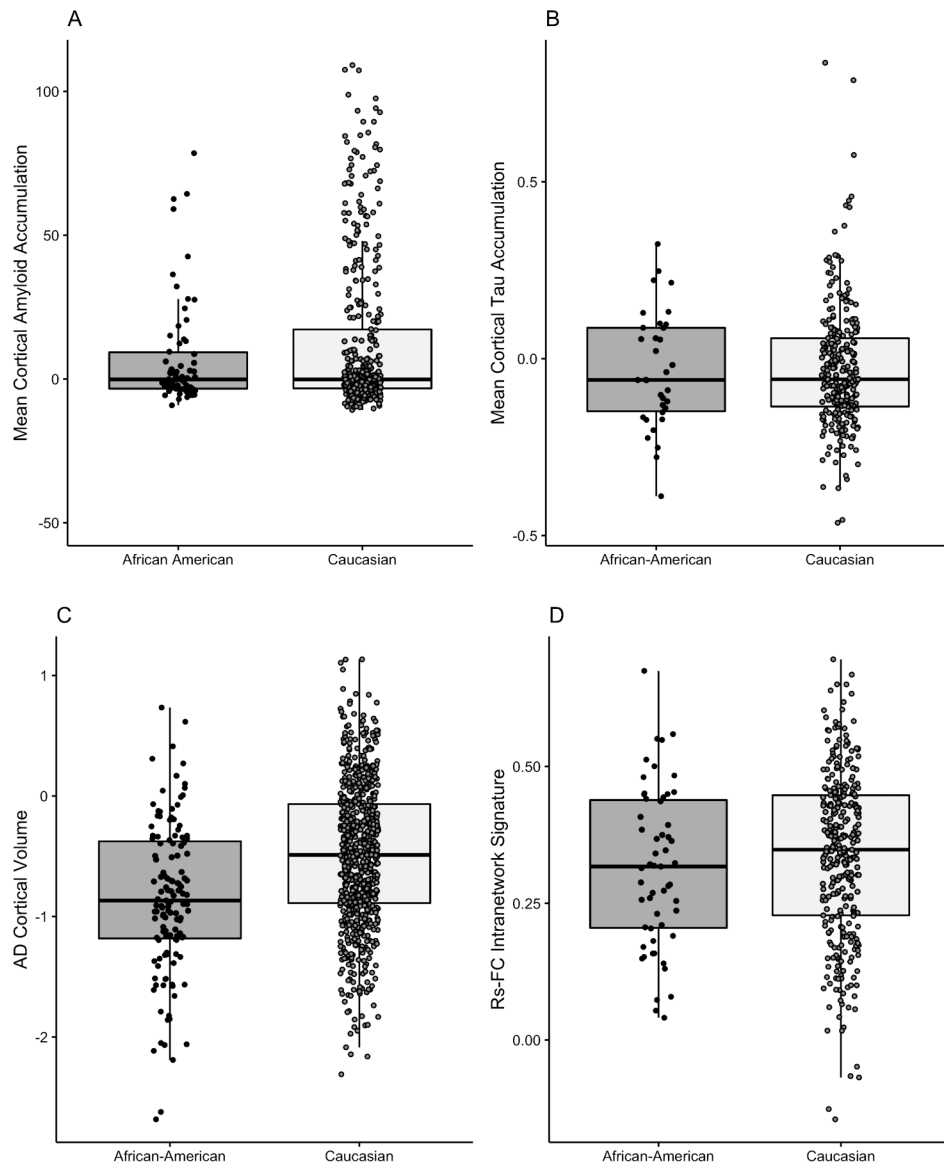 A
Mean Cortical Amyloid Accumulation
100
50
0
-50
African American
Caucasian
B
Mean Cortical Tau Accumulation
0.5
0.0
-0.5
African-American
Caucasian
C
AD Cortical Volume
1
0
-1
-2
African-American
Caucasian
D
Rs-FC Intranetwork Signature
0.50
0.25
0.00
African-American
Caucasian